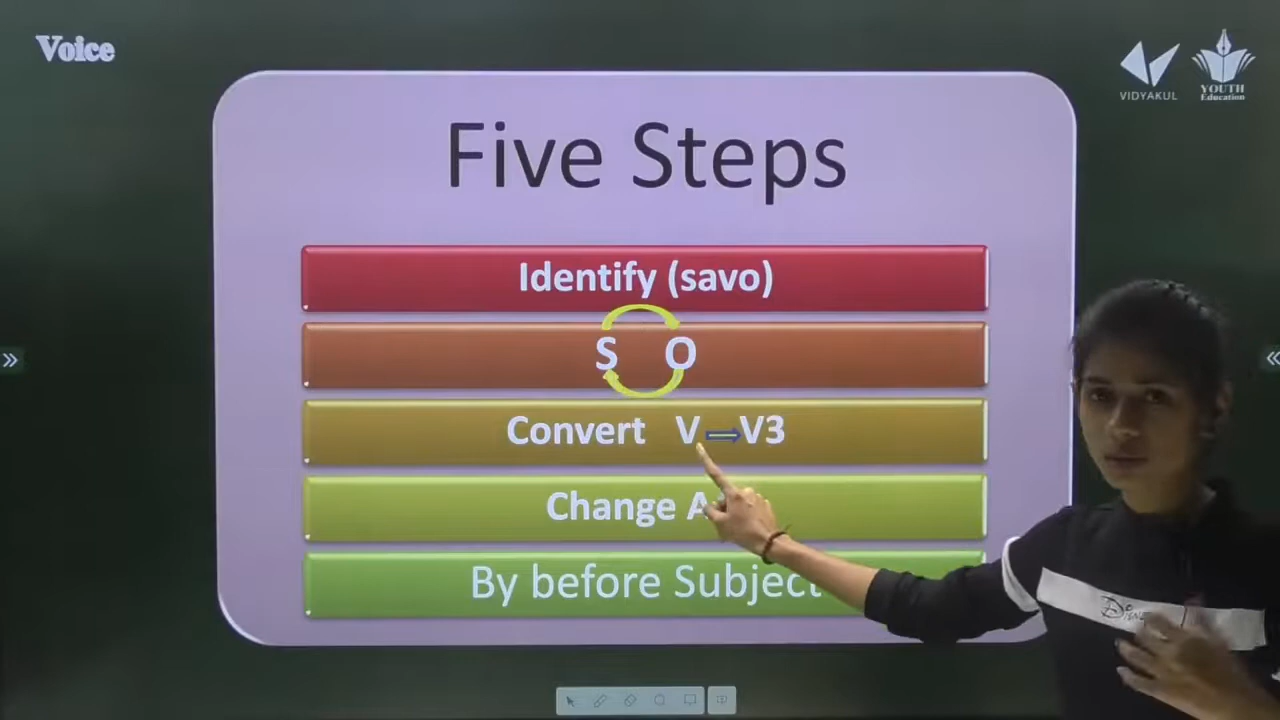 Voice
VIDYAKUL
YOUTH
Education
Five Steps
Identify (savo)
S O
Convert V V3
Change
By before Subject